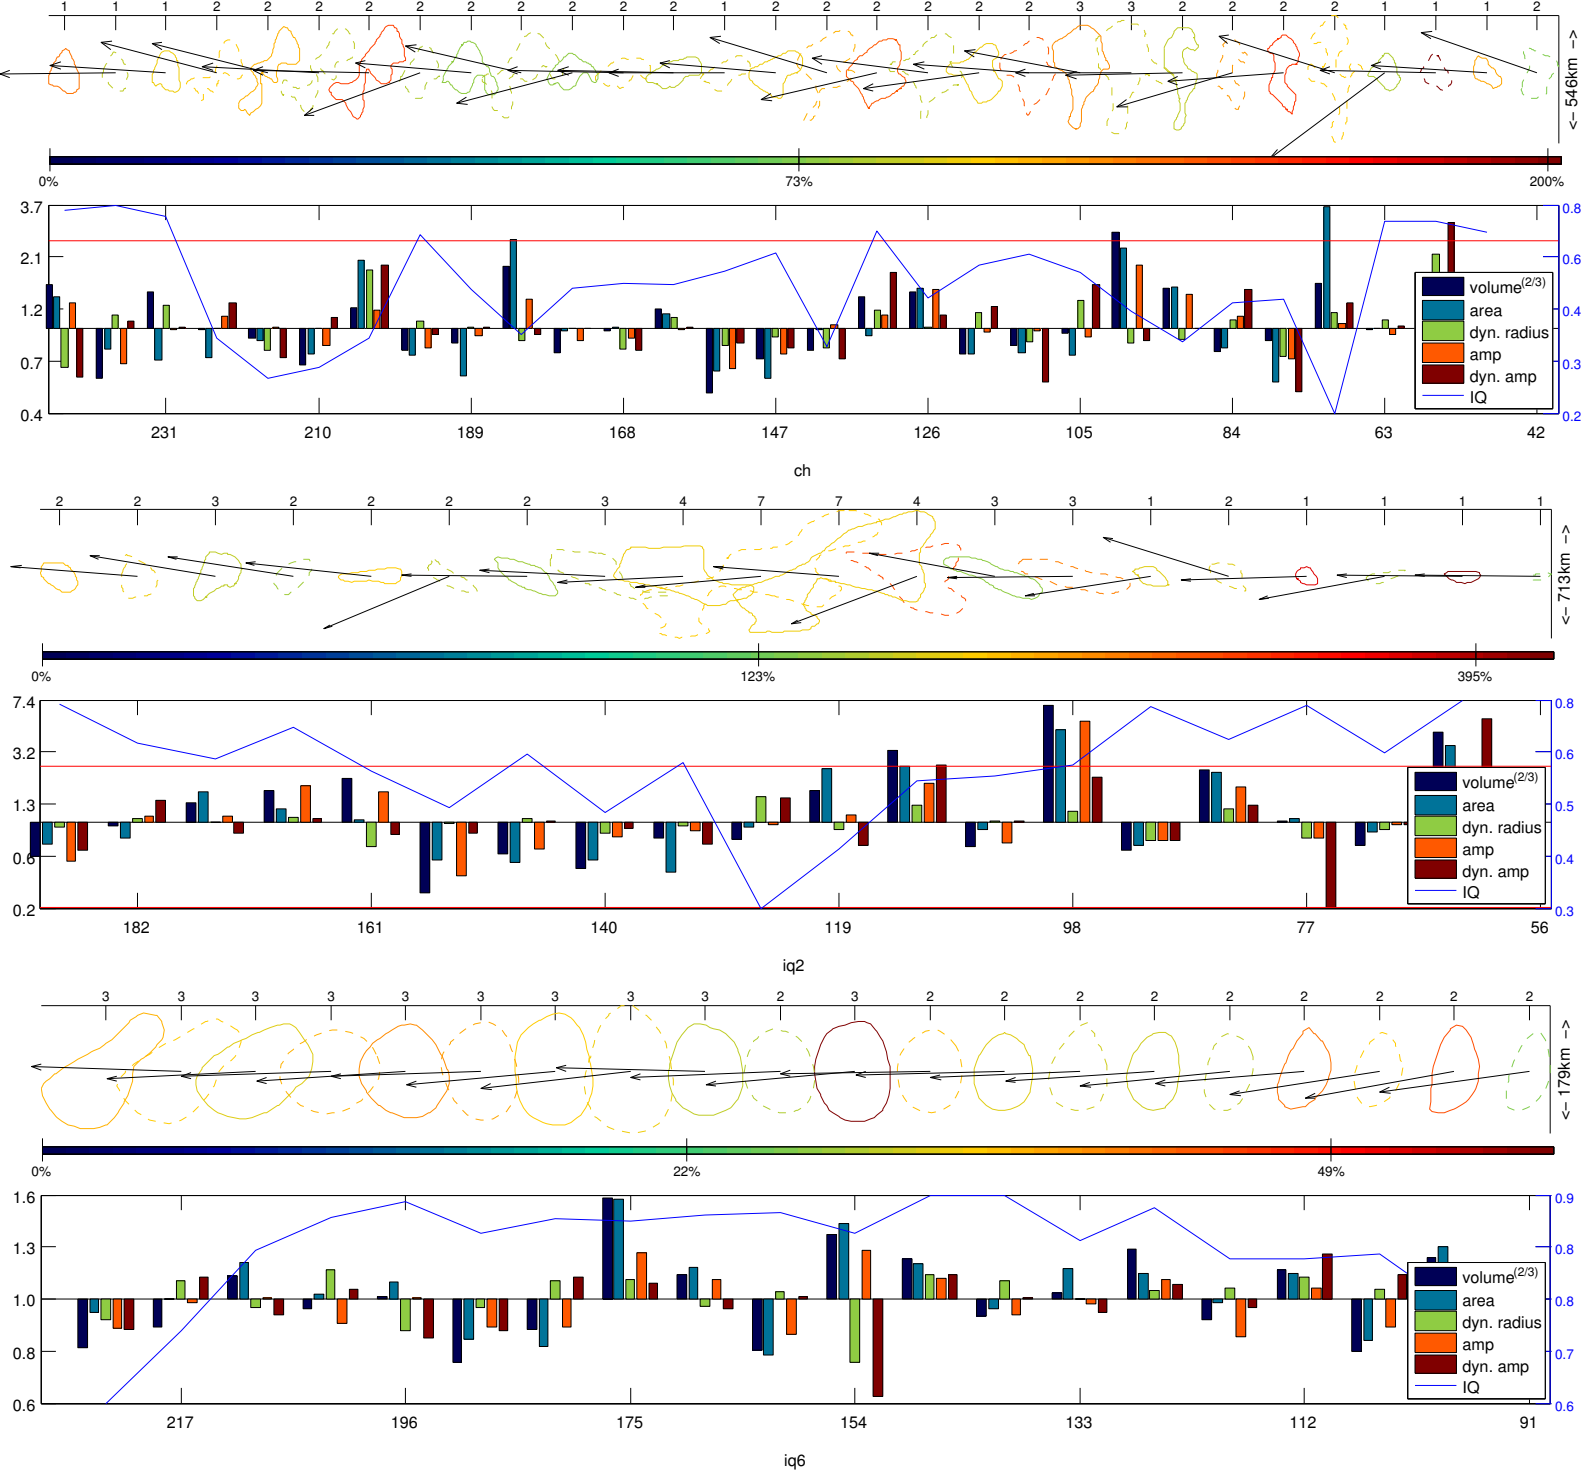 1 1 1 2 2 2 2 2 2 2 2 2 2 1 2 2 2 2 2 2 3 3 2 2 2 2 1 1 1 2
<− 546km −>
0% 73% 200%
3.7 0.8
2.1 0.6
volume(2/3)
1.2 area 0.4
dyn. radius
0.7 amp 0.3
dyn. amp
IQ
0.4 0.2
231 210 189 168 147 126 105 84 63 42
ch
2 2 3 2 2 2 2 3 4 7 7 4 3 3 1 2 1 1 1 1
<− 713km −>
0% 123% 395%
7.4 0.8
3.2 0.6
volume(2/3)
1.3 area 0.5
dyn. radius
0.6 amp 0.4
dyn. amp
IQ
0.2 0.3
182 161 140 119 98 77 56
iq2
3 3 3 3 3 3 3 3 3 2 3 2 2 2 2 2 2 2 2 2
<− 179km −>
0% 22% 49%
1.6 0.9
1.3 0.8
volume(2/3)
1.0 area 0.8
dyn. radius
0.8 amp 0.7
dyn. amp
IQ
0.6 0.6
217 196 175 154 133 112 91
iq6